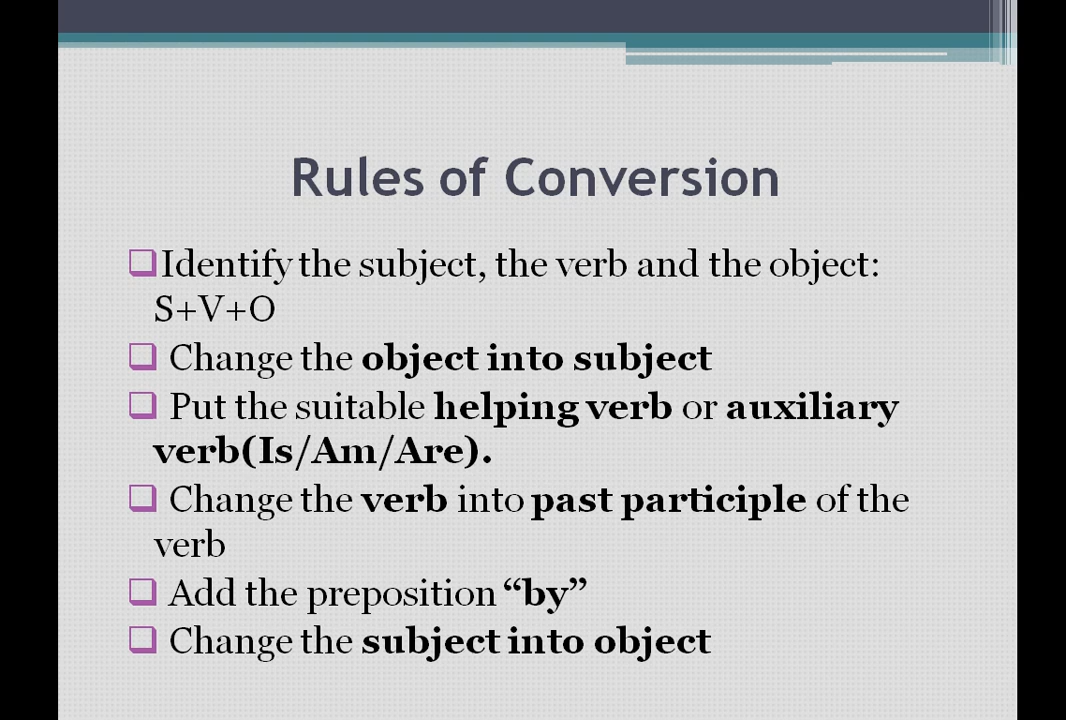 Rules of Conversion
Identify the subject, the verb and the object:
S+V+O
Change the object into subject
Put the suitable helping verb or auxiliary
verb(Is/Am/Are).
Change the verb into past participle of the
verb
Add the preposition “by”
Change the subject into object